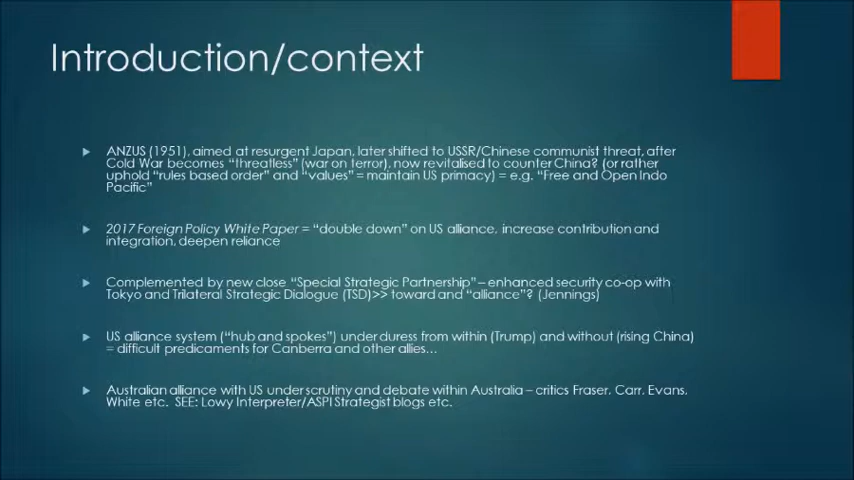 Introduction/context
ANZUS (1951), aimed at resurgent Japan, later shifted to USSR/Chinese communist threat, after
Cold War becomes “threatless” (war on terror), now revitalised to counter China? (or rather
uphold “rules based order” and “values” = maintain US primacy) = e.g. “Free and Open Indo
Pacific”
2017 Foreign Policy White Paper = “double down” on US alliance, increase contribution and
integration, deepen reliance
Complemented by new close “Special Strategic Partnership” – enhanced security co-op with
Tokyo and Trilateral Strategic Dialogue (TSD)>> toward and “alliance”? (Jennings)
US alliance system (“hub and spokes”) under duress from within (Trump) and without (rising China)
= difficult predicaments for Canberra and other allies…
Australian alliance with US under scrutiny and debate within Australia – critics Fraser, Carr, Evans,
White etc. SEE: Lowy Interpreter/ASPI Strategist blogs etc.